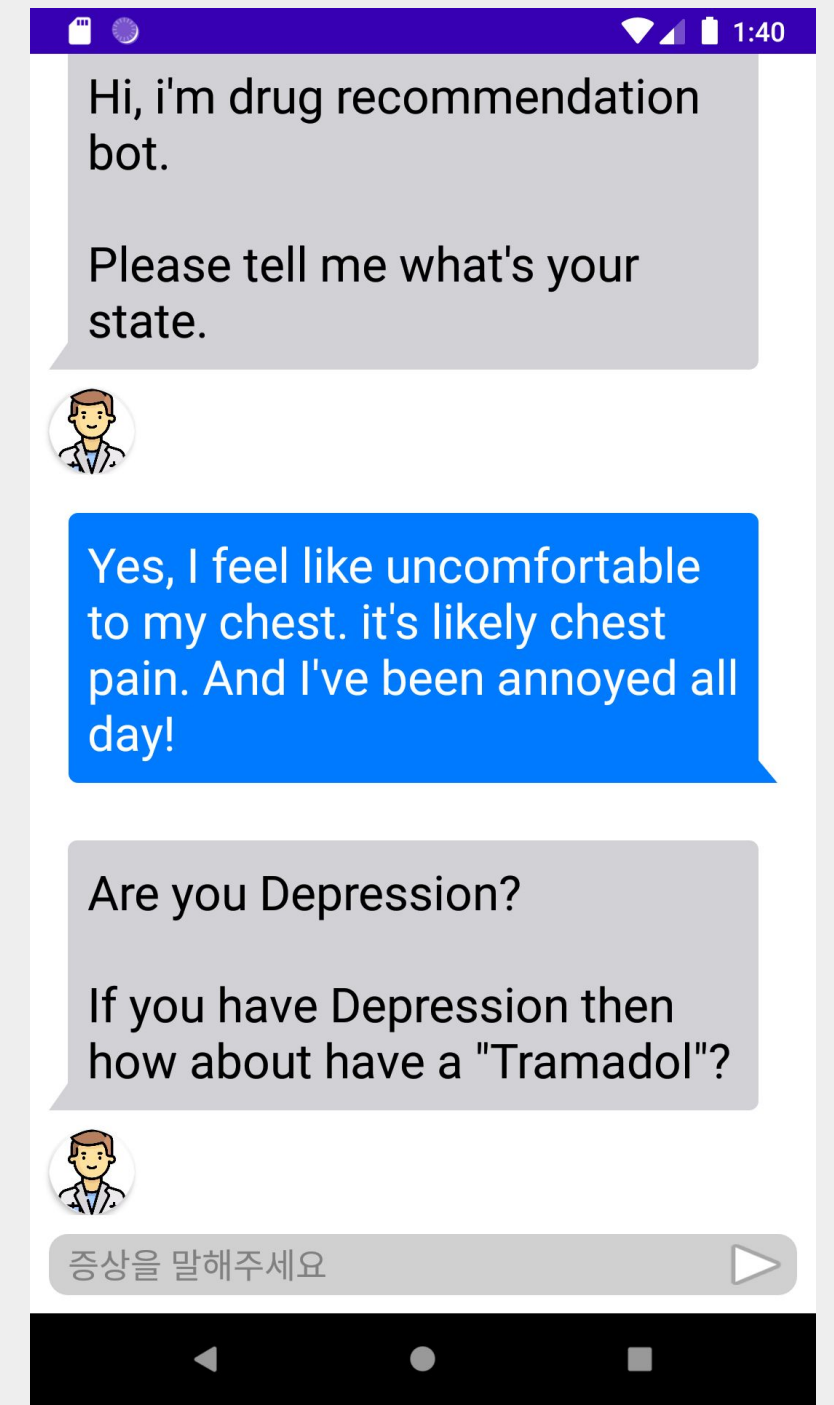 1:40
Hi, i'm drug recommendation
bot.
Please tell me what's your
state.
Yes, I feel like uncomfortable
to my chest. it's likely chest
pain. And I've been annoyed all
day!
Are you Depression?
If you have Depression then
how about have a "Tramadol"?
증상을 말해주세요